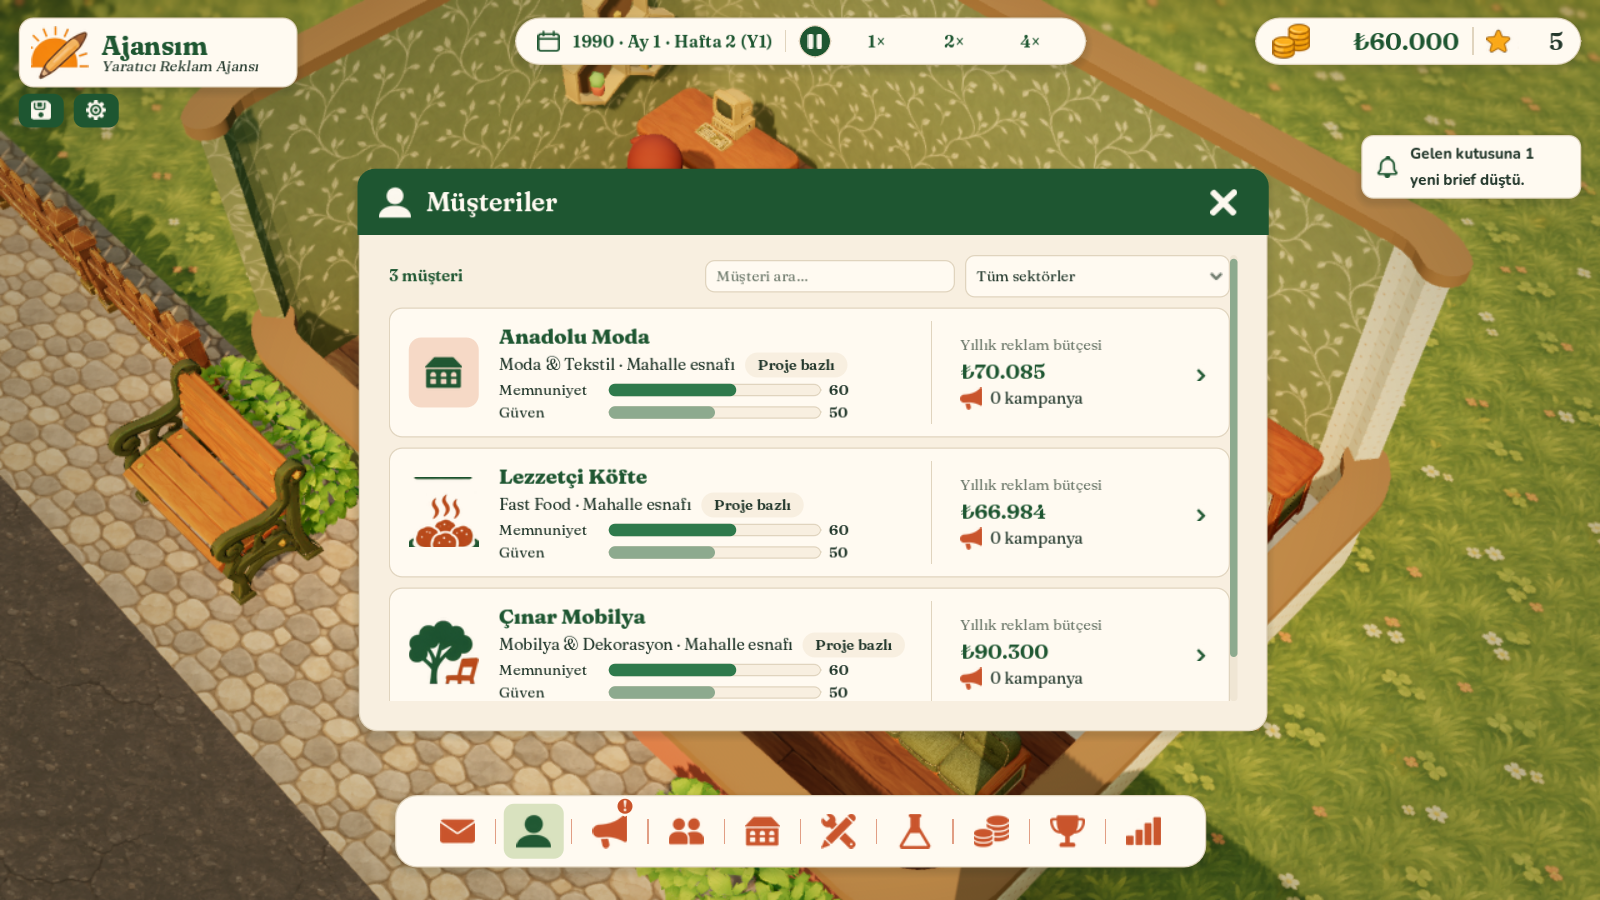 Ajansım
Yaratıcı Reklam Ajansı
1990 · Ay 1 · Hafta 2 (Y1)
1×
2×
4×
₺60.000
5
Gelen kutusuna 1
yeni brief düştü.
Müşteriler
3 müşteri
Müşteri ara...
Tüm sektörler
Anadolu Moda
Moda & Tekstil · Mahalle esnafı
Proje bazlı
Memnuniyet
60
Güven
50
Yıllık reklam bütçesi
₺70.085
0 kampanya
Lezzetçi Köfte
Fast Food · Mahalle esnafı
Proje bazlı
Memnuniyet
60
Güven
50
Yıllık reklam bütçesi
₺66.984
0 kampanya
Çınar Mobilya
Mobilya & Dekorasyon · Mahalle esnafı
Proje bazlı
Memnuniyet
60
Güven
50
Yıllık reklam bütçesi
₺90.300
0 kampanya